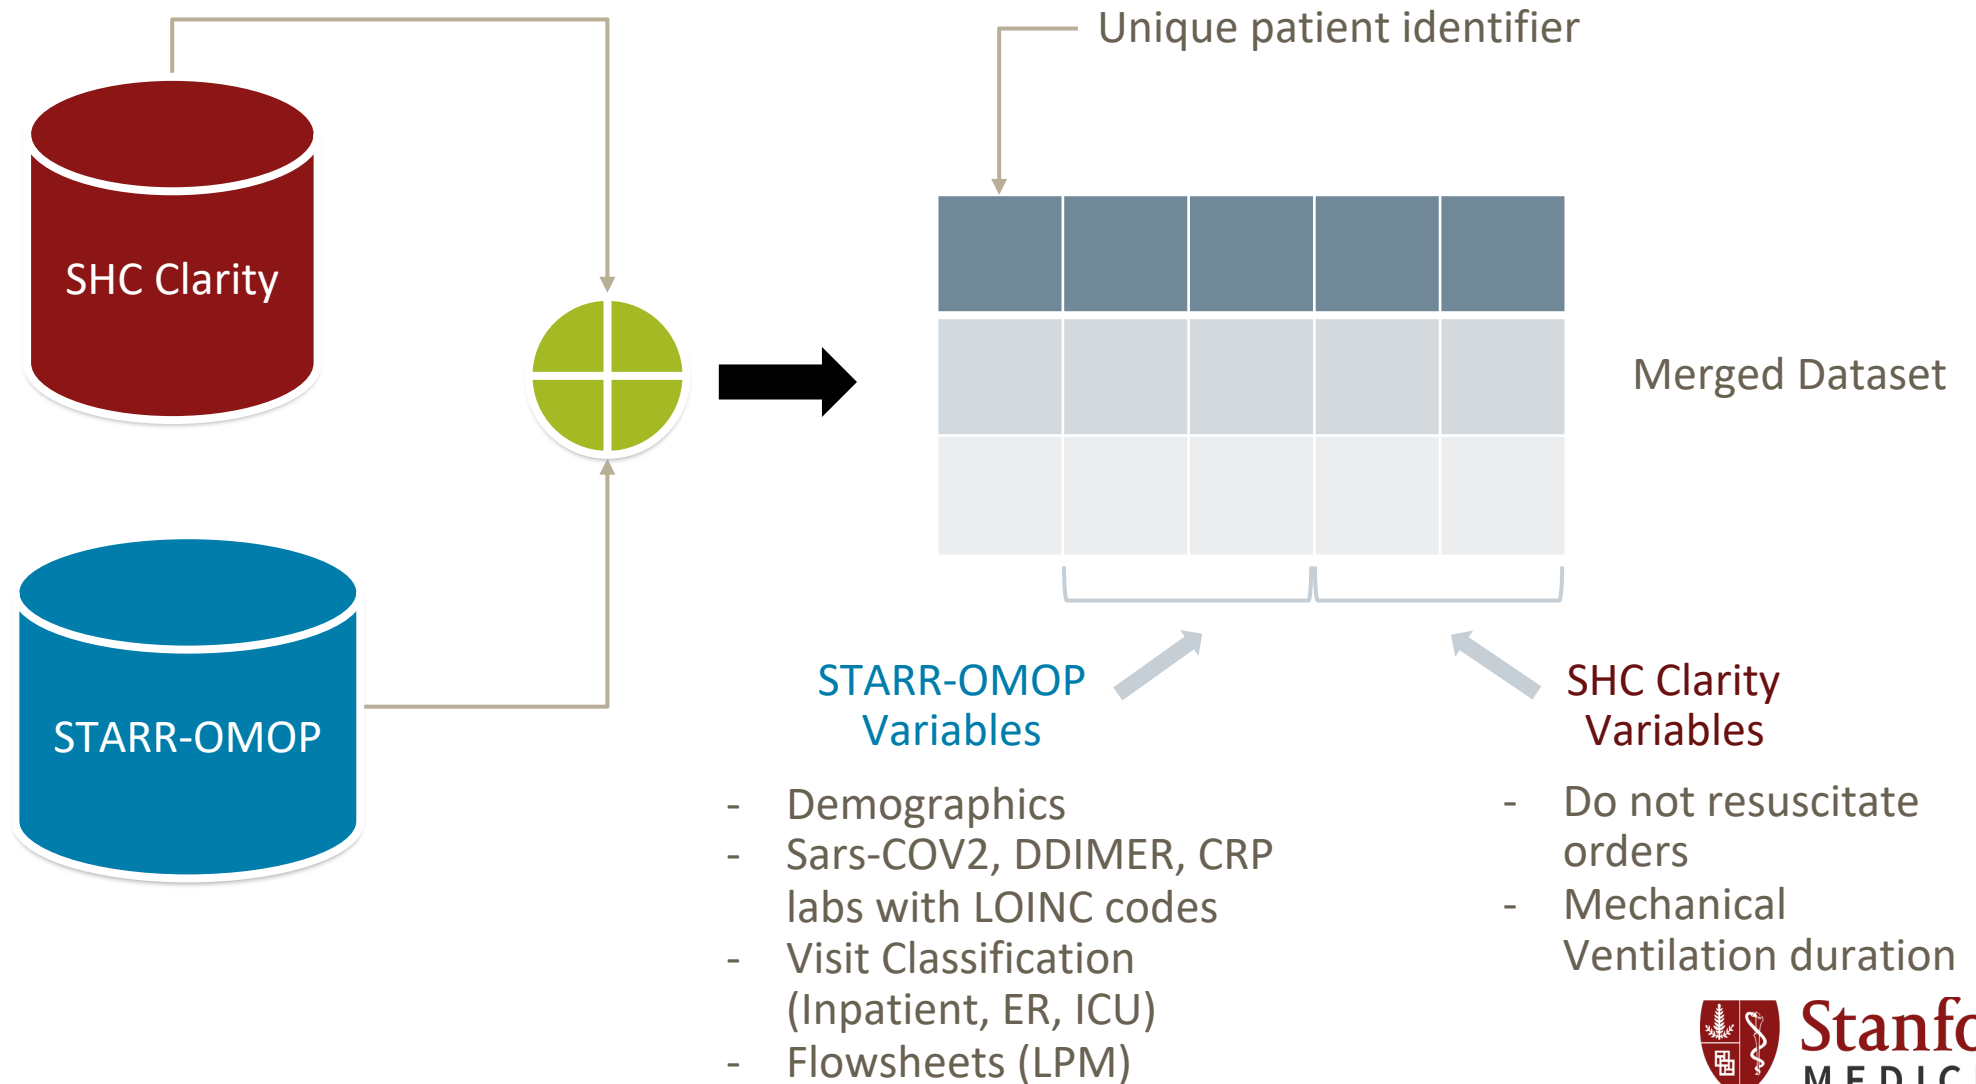 Unique patient identifier
SHC Clarity
Merged Dataset
STARR-OMOP
STARR-OMOP
Variables
- Demographics
- Sars-COV2, DDIMER, CRP
labs with LOINC codes
- Visit Classification
(Inpatient, ER, ICU)
- Flowsheets (LPM)
SHC Clarity
Variables
- Do not resuscitate
orders
- Mechanical
Ventilation duration